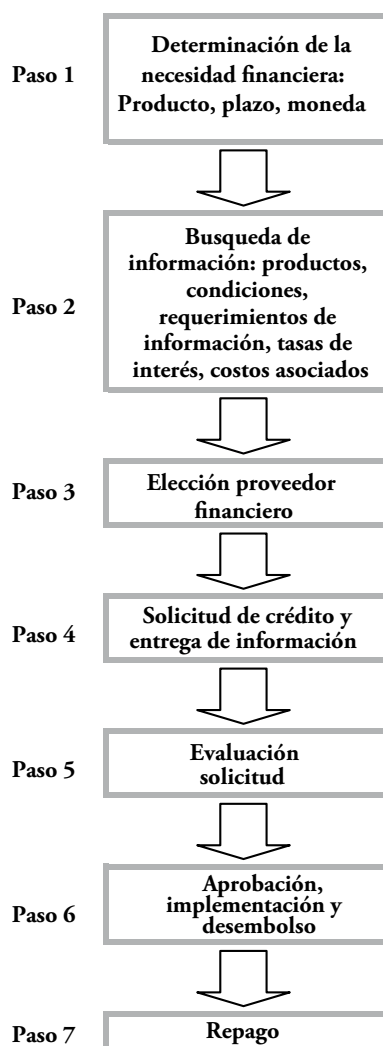 Paso 1
Determinación de la
necesidad financiera:
Producto, plazo, moneda
Paso 2
Busqueda de
información: productos,
condiciones,
requerimientos de
información, tasas de
interés, costos asociados
Paso 3
Elección proveedor
financiero
Paso 4
Solicitud de crédito y
entrega de información
Paso 5
Evaluación
solicitud
Paso 6
Aprobación,
implementación y
desembolso
Paso 7
Repago